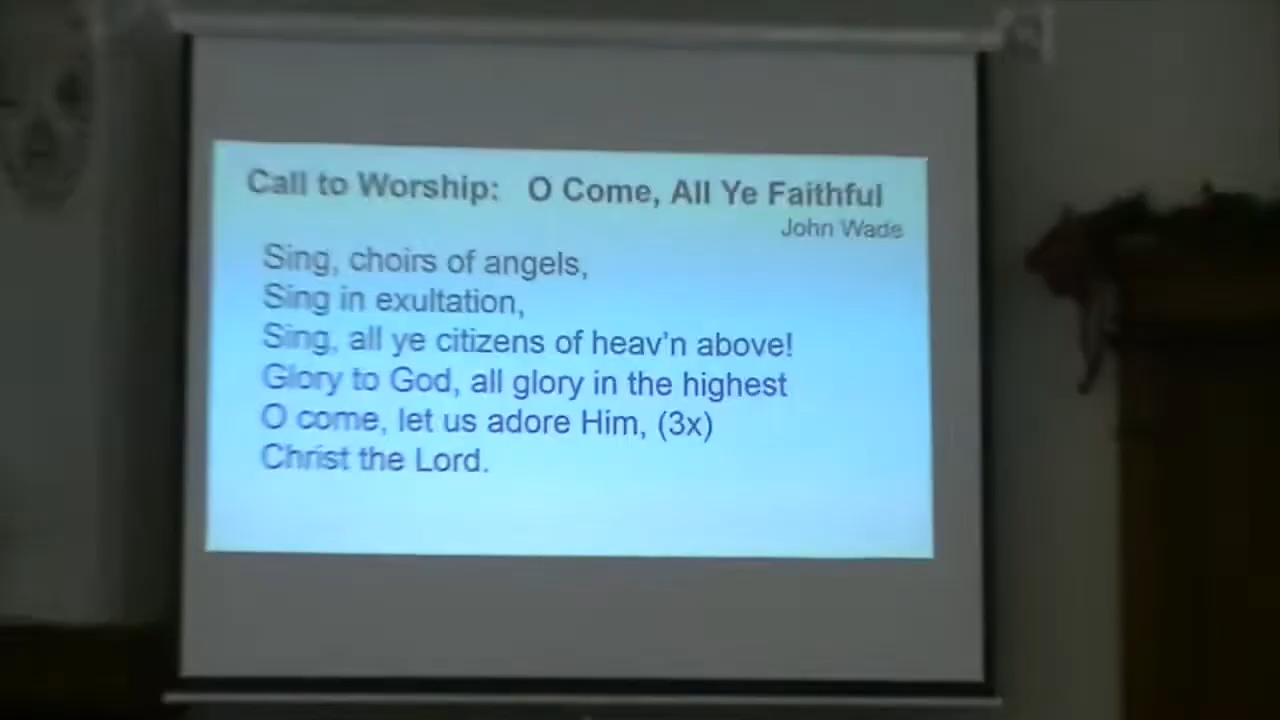 Call to Worship: O Come, All Ye Faithful
John Wade
Sing, choirs of angels,
Sing in exultation,
Sing, all ye citizens of heav'n above!
Glory to God, all glory in the highest
O come, let us adore Him, (3x)
Christ the Lord.